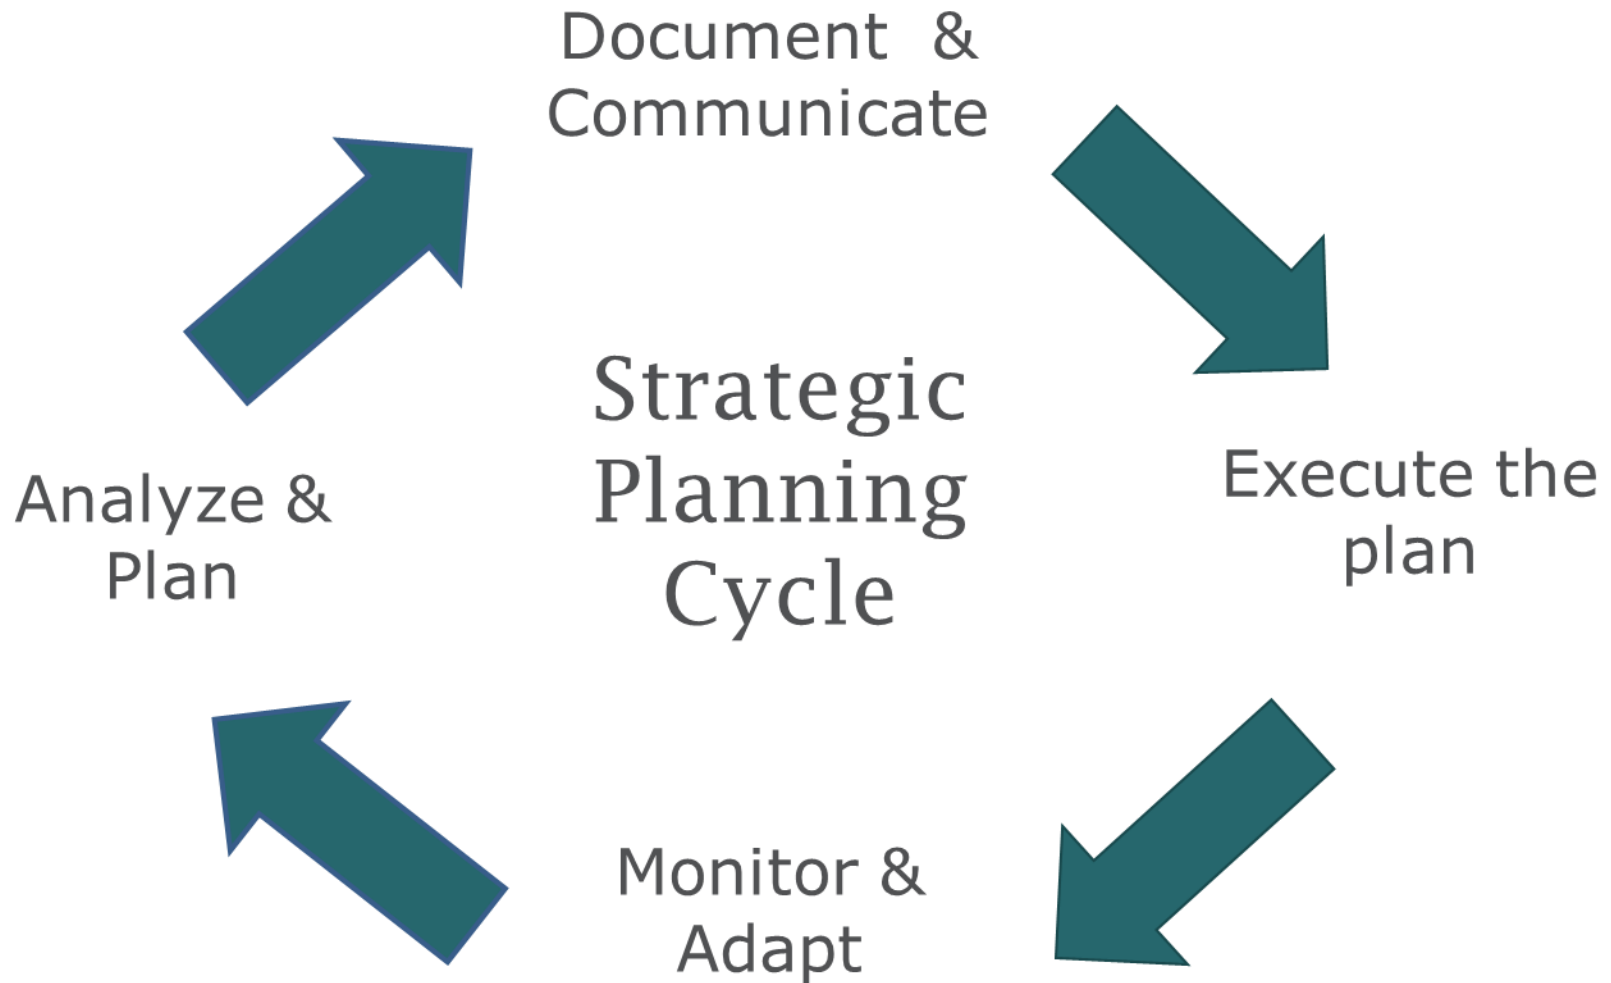 Document &
Communicate
Strategic
Planning
Cycle
Analyze &
Plan
Execute the
plan
Monitor &
Adapt